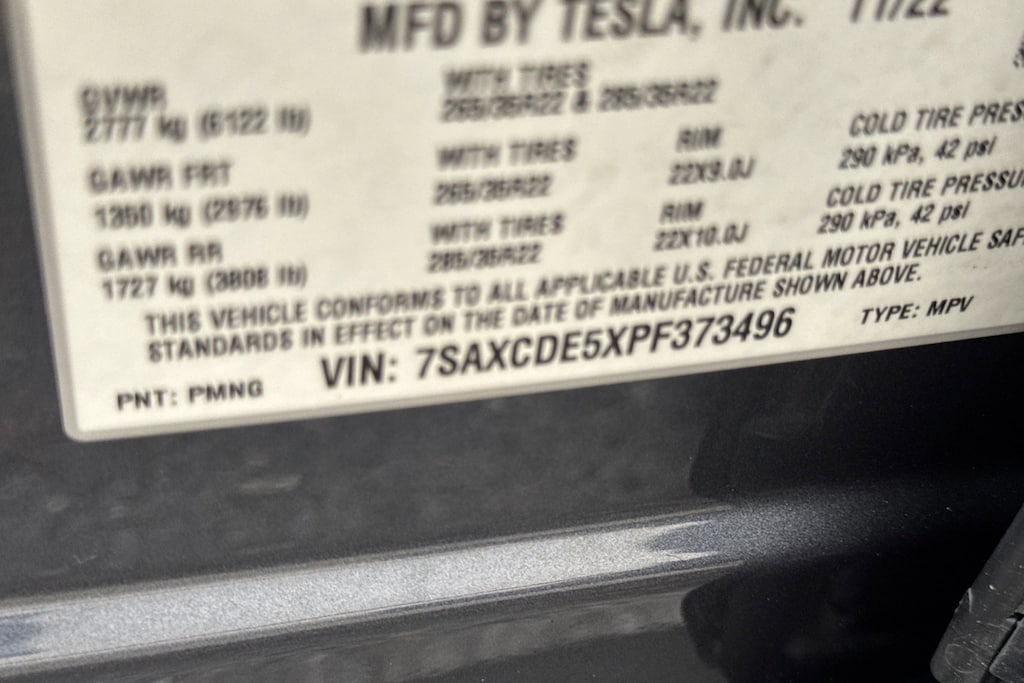 MFD BY TESLA, INC. 11/22
GVWR
2777 kg (6122 lb)
WITH TIRES
265/35R22 & 285/35R22
GAWR FRT
1350 kg (2976 lb)
WITH TIRES
265/35R22
RIM
22X9.0J
COLD TIRE PRES
290 kPa, 42 psi
GAWR RR
1727 kg (3808 lb)
WITH TIRES
285/35R22
RIM
22X10.0J
COLD TIRE PRESSU
290 kPa, 42 psi
THIS VEHICLE CONFORMS TO ALL APPLICABLE U.S. FEDERAL MOTOR VEHICLE SAF
STANDARDS IN EFFECT ON THE DATE OF MANUFACTURE SHOWN ABOVE.
PNT: PMNG
VIN: 7SAXCDE5XPF373496
TYPE: MPV